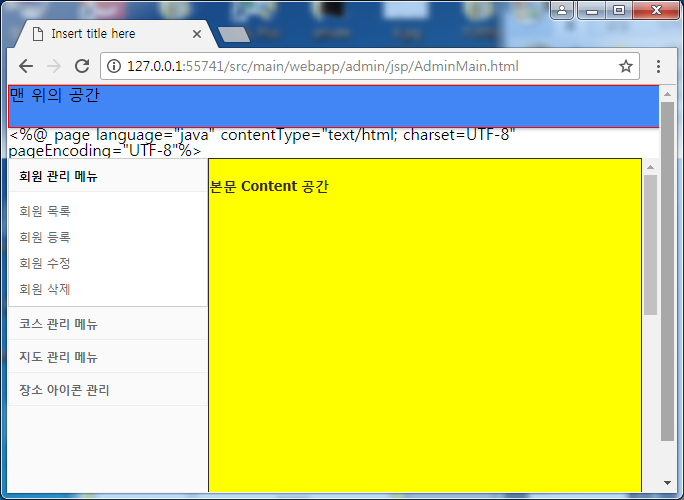 Insert title here
127.0.0.1:55741/src/main/webapp/admin/jsp/AdminMain.html
맨 위의 공간
<%@ page language="java" contentType="text/html; charset=UTF-8"
pageEncoding="UTF-8"%>
회원 관리 메뉴
회원 목록
회원 등록
회원 수정
회원 삭제
코스 관리 메뉴
지도 관리 메뉴
장소 아이콘 관리
본문 Content 공간